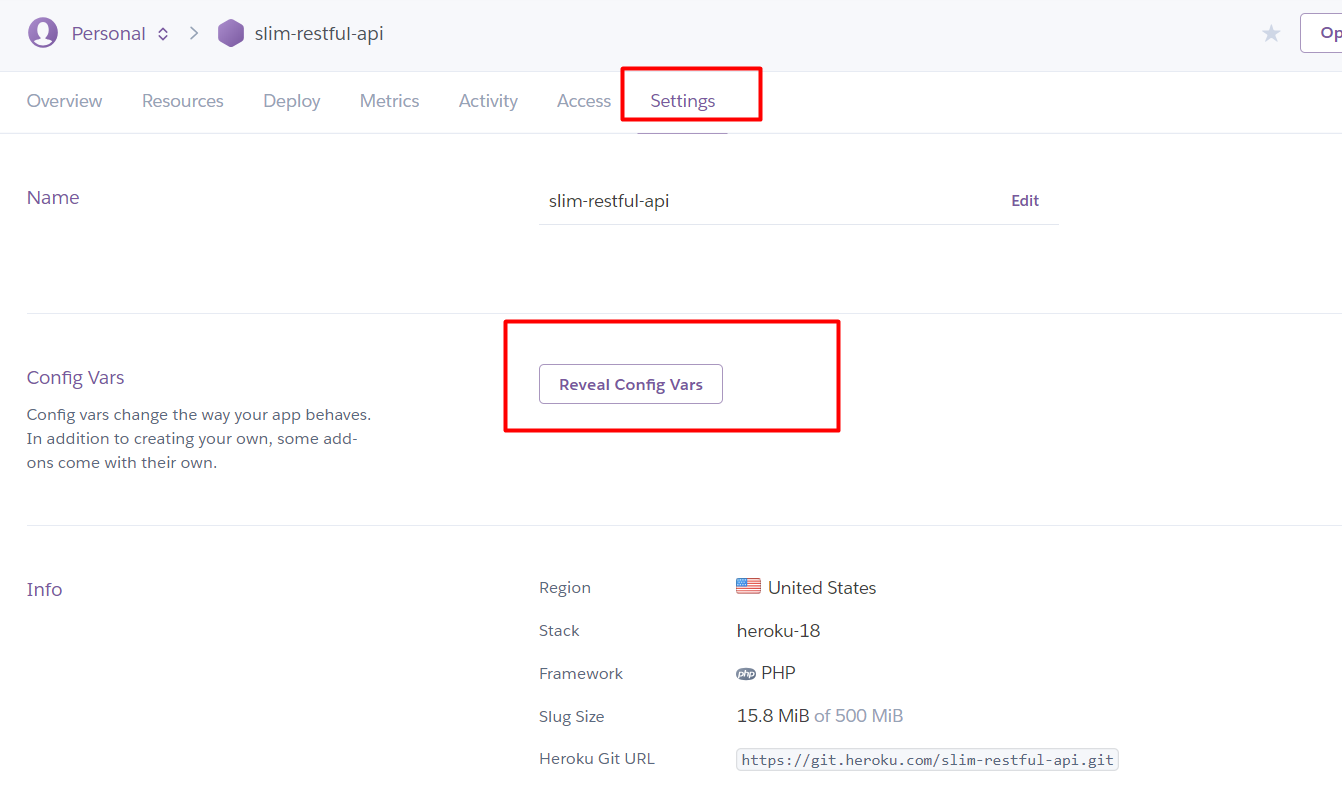 Personal slim-restful-api
Op
Overview Resources Deploy Metrics Activity Access Settings
Name
slim-restful-api
Edit
Config Vars
Reveal Config Vars
Config vars change the way your app behaves.
In addition to creating your own, some add-
ons come with their own.
Info
Region United States
Stack heroku-18
Framework php PHP
Slug Size 15.8 MiB of 500 MiB
Heroku Git URL https://git.heroku.com/slim-restful-api.git